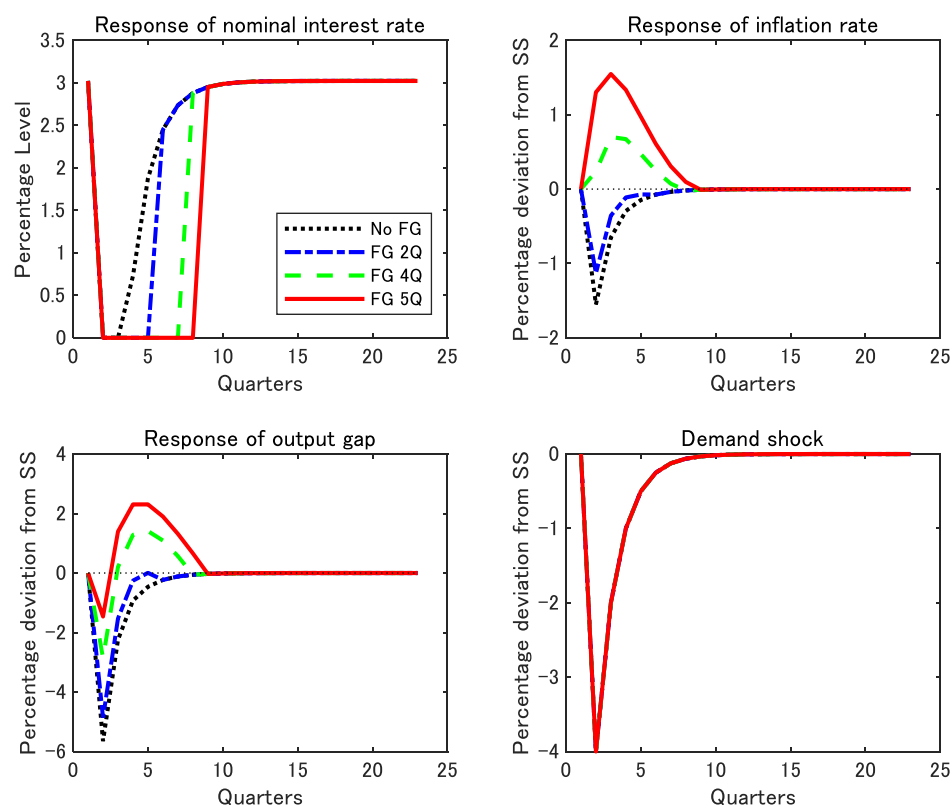 Response of nominal interest rate
Percentage Level
3.5
3
2.5
2
1.5
1
0.5
0
No FG
FG 2Q
FG 4Q
FG 5Q
0 5 10 15 20 25
Quarters
Response of inflation rate
Percentage deviation from SS
2
1
0
-1
-2
0 5 10 15 20 25
Quarters
Response of output gap
Percentage deviation from SS
4
2
0
-2
-4
-6
0 5 10 15 20 25
Quarters
Demand shock
Percentage deviation from SS
0
-1
-2
-3
-4
0 5 10 15 20 25
Quarters